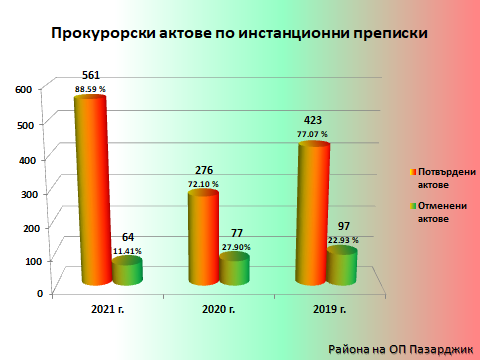 Прокурорски актове по инстанционни преписки
600
500
400
300
200
100
0
561
88.59 %
64
11.41%
276
72.10 %
77
27.90%
423
77.07 %
97
22.93 %
2021 г.
2020 г.
2019 г.
Потвърдени
актове
Отменени
актове
Района на ОП Пазарджик